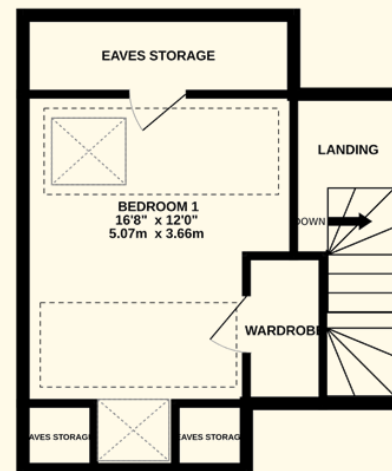 EAVES STORAGE
LANDING
DOWN
BEDROOM 1
16'8" x 12'0"
5.07m x 3.66m
WARDROBE
EAVES STORAGE
EAVES STORAGE